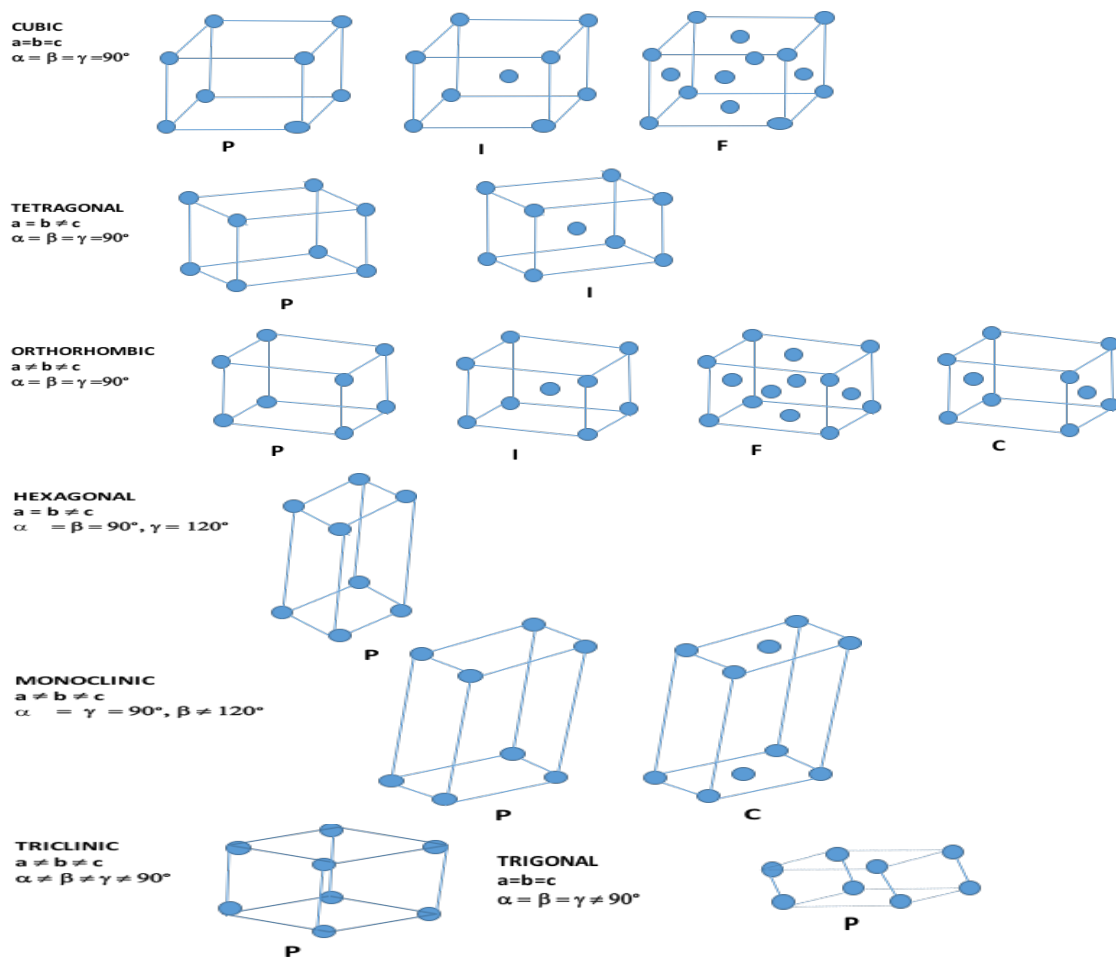 CUBIC
a=b=c
α = β = γ =90°
P
I
F
TETRAGONAL
a = b ≠ c
α = β = γ =90°
P
I
ORTHORHOMBIC
a ≠ b ≠ c
α = β = γ =90°
P
I
F
C
HEXAGONAL
a = b ≠ c
α = β = 90°, γ = 120°
P
MONOCLINIC
a ≠ b ≠ c
α = γ = 90°, β ≠ 120°
P
C
TRICLINIC
a ≠ b ≠ c
α ≠ β ≠ γ ≠ 90°
P
TRIGONAL
a=b=c
α = β = γ ≠ 90°
P